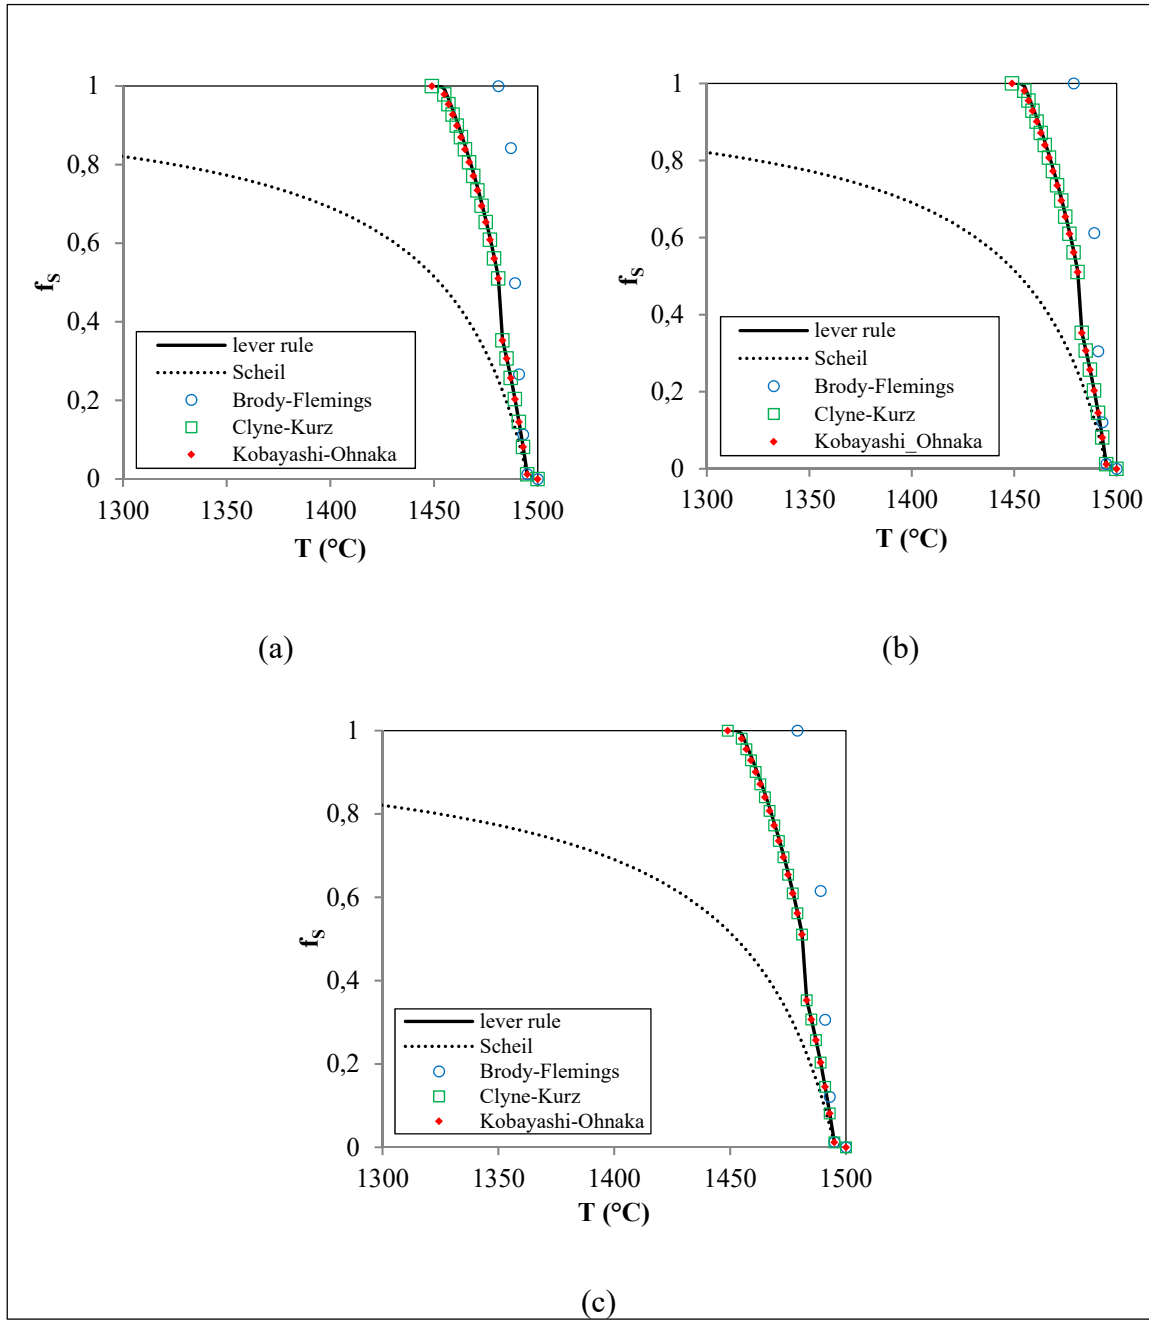 1
0,8
0,6
0,4
0,2
0
f_S
1300 1350 1400 1450 1500
T (°C)
lever rule
Scheil
Brody-Flemings
Clyne-Kurz
Kobayashi-Ohnaka
(a)
1
0,8
0,6
0,4
0,2
0
f_S
1300 1350 1400 1450 1500
T (°C)
lever rule
Scheil
Brody-Flemings
Clyne-Kurz
Kobayashi_Ohnaka
(b)
1
0,8
0,6
0,4
0,2
0
f_S
1300 1350 1400 1450 1500
T (°C)
lever rule
Scheil
Brody-Flemings
Clyne-Kurz
Kobayashi-Ohnaka
(c)